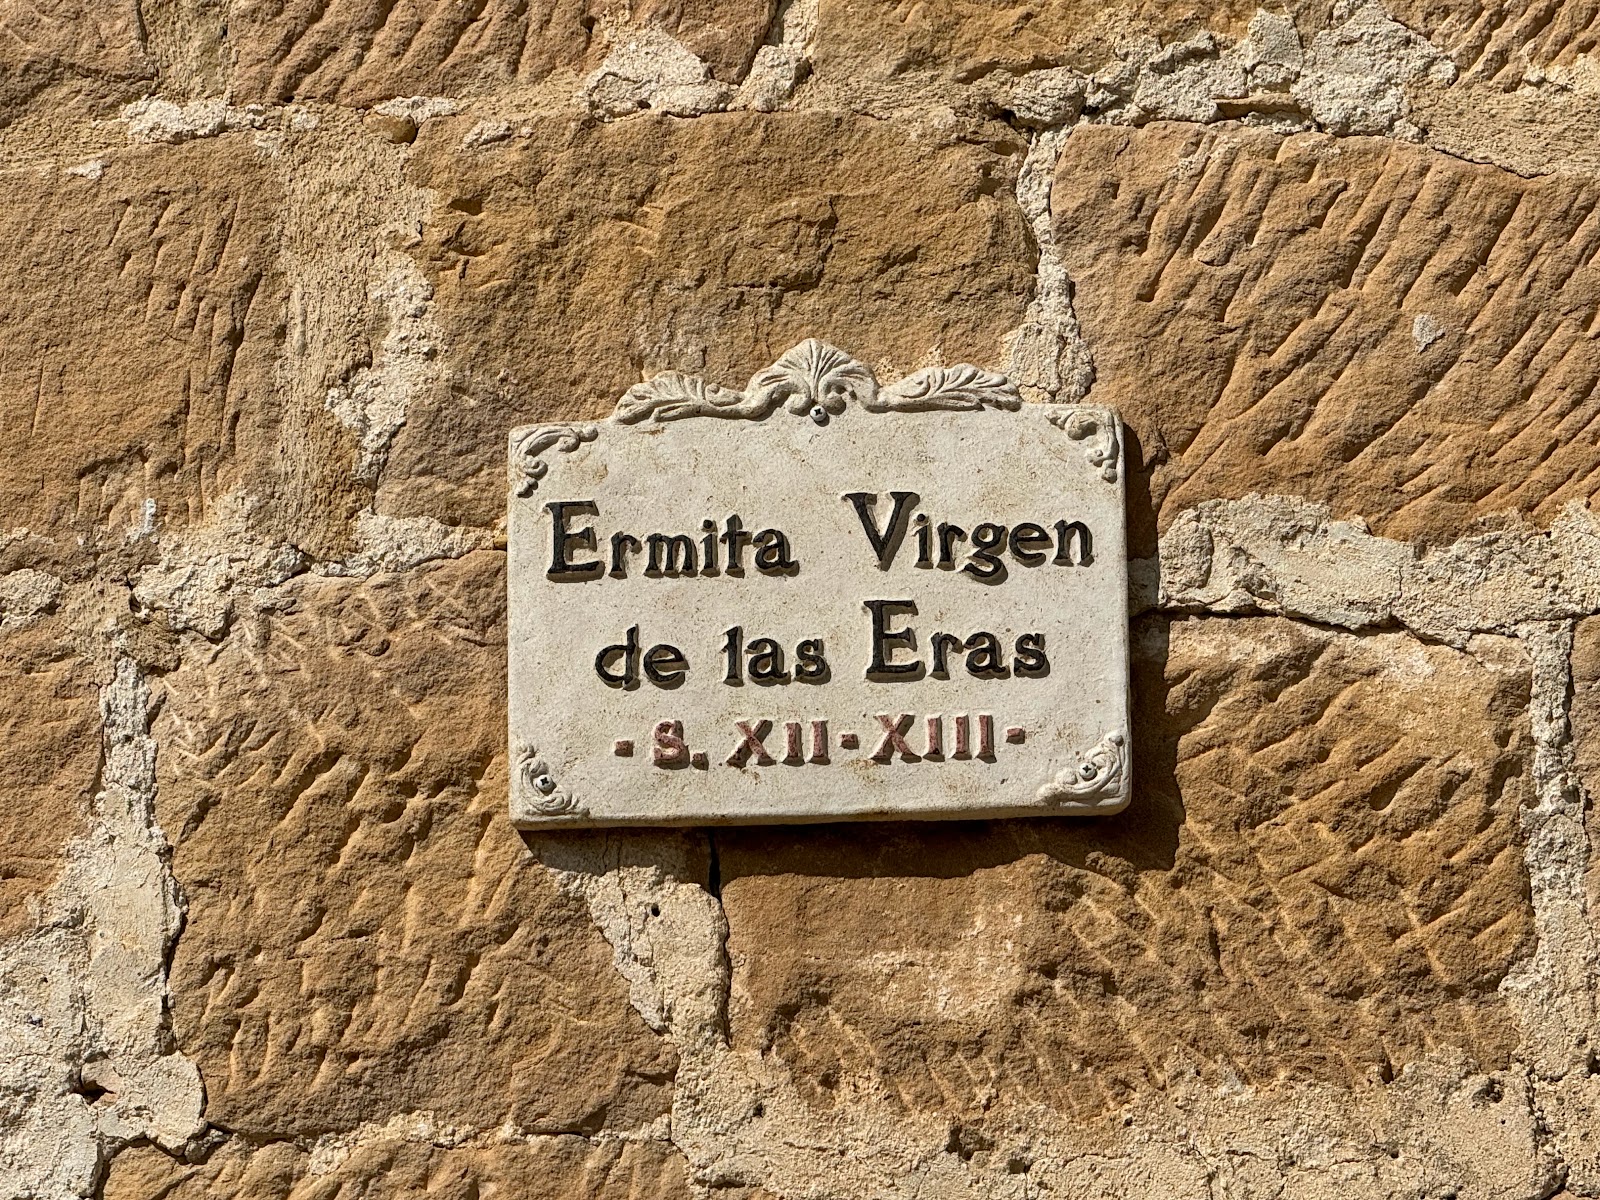 Ermita Virgen
de las Eras
- S. XII - XIII -